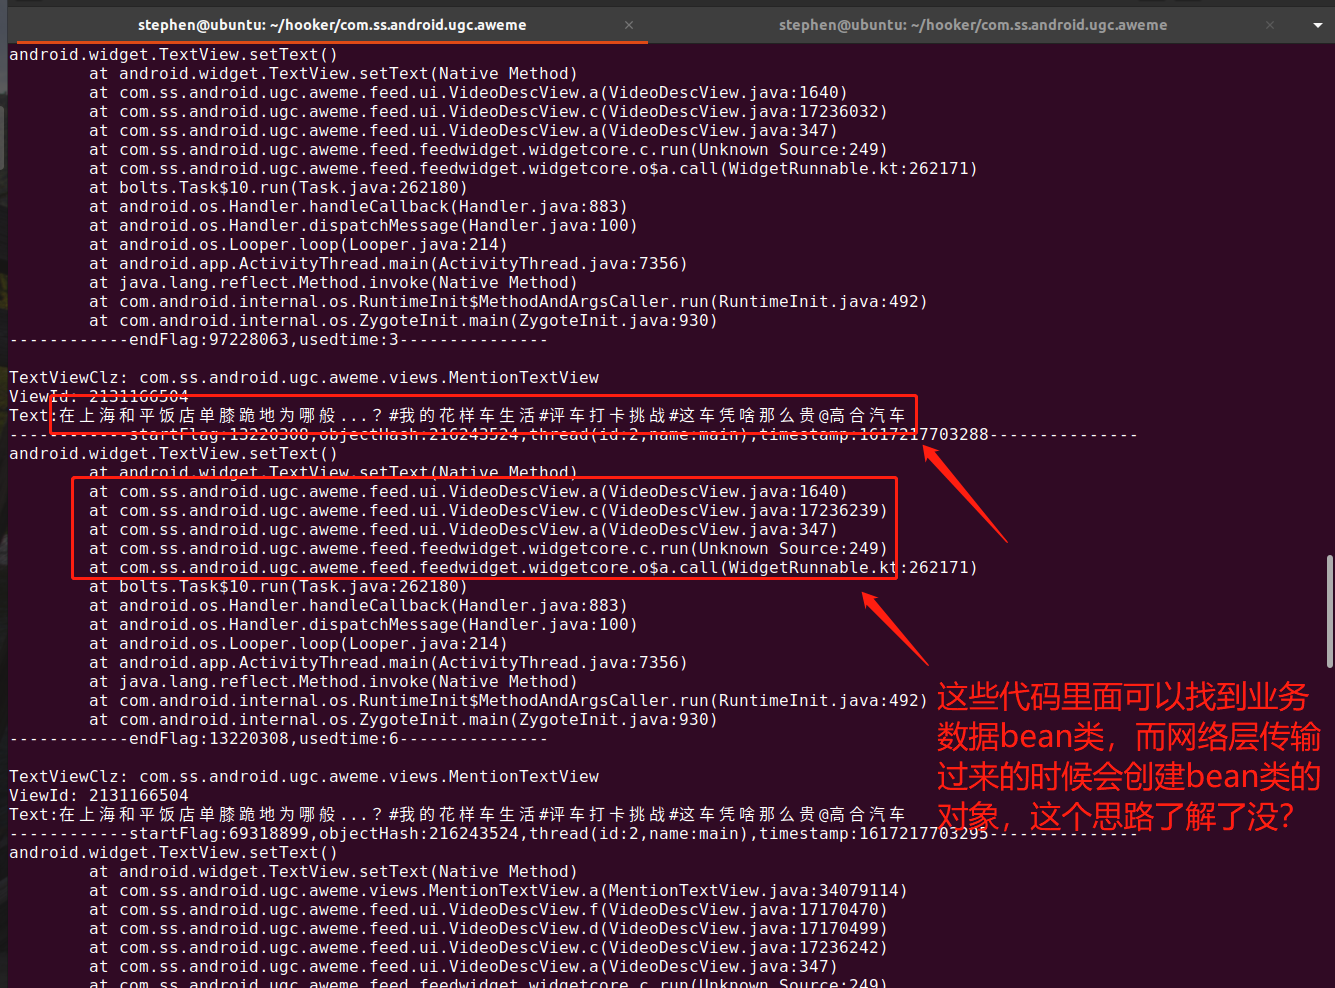 stephen@ubuntu: ~/hooker/com.ss.android.ugc.aweme
stephen@ubuntu: ~/hooker/com.ss.android.ugc.aweme
android.widget.TextView.setText()
at android.widget.TextView.setText(Native Method)
at com.ss.android.ugc.aweme.feed.ui.VideoDescView.a(VideoDescView.java:1640)
at com.ss.android.ugc.aweme.feed.ui.VideoDescView.c(VideoDescView.java:17236032)
at com.ss.android.ugc.aweme.feed.ui.VideoDescView.a(VideoDescView.java:347)
at com.ss.android.ugc.aweme.feed.feedwidget.widgetcore.c.run(Unknown Source:249)
at com.ss.android.ugc.aweme.feed.feedwidget.widgetcore.o$a.call(WidgetRunnable.kt:262171)
at bolts.Task$10.run(Task.java:262180)
at android.os.Handler.handleCallback(Handler.java:883)
at android.os.Handler.dispatchMessage(Handler.java:100)
at android.os.Looper.loop(Looper.java:214)
at android.app.ActivityThread.main(ActivityThread.java:7356)
at java.lang.reflect.Method.invoke(Native Method)
at com.android.internal.os.RuntimeInit$MethodAndArgsCaller.run(RuntimeInit.java:492)
at com.android.internal.os.ZygoteInit.main(ZygoteInit.java:930)
------------endFlag:97228063,usedtime:3---------------
TextViewClz: com.ss.android.ugc.aweme.views.MentionTextView
ViewId: 2131166504
Text:在上海和平饭店单膝跪地为哪般...？#我的花样车生活#评车打卡挑战#这车凭啥那么贵@高合汽车
------------startFlag:13220308,objectHash:216243524,thread(id:2,name:main),timestamp:1617217703288---------------
android.widget.TextView.setText()
at android.widget.TextView.setText(Native Method)
at com.ss.android.ugc.aweme.feed.ui.VideoDescView.a(VideoDescView.java:1640)
at com.ss.android.ugc.aweme.feed.ui.VideoDescView.c(VideoDescView.java:17236239)
at com.ss.android.ugc.aweme.feed.ui.VideoDescView.a(VideoDescView.java:347)
at com.ss.android.ugc.aweme.feed.feedwidget.widgetcore.c.run(Unknown Source:249)
at com.ss.android.ugc.aweme.feed.feedwidget.widgetcore.o$a.call(WidgetRunnable.kt:262171)
at bolts.Task$10.run(Task.java:262180)
at android.os.Handler.handleCallback(Handler.java:883)
at android.os.Handler.dispatchMessage(Handler.java:100)
at android.os.Looper.loop(Looper.java:214)
at android.app.ActivityThread.main(ActivityThread.java:7356)
at java.lang.reflect.Method.invoke(Native Method)
at com.android.internal.os.RuntimeInit$MethodAndArgsCaller.run(RuntimeInit.java:492)
at com.android.internal.os.ZygoteInit.main(ZygoteInit.java:930)
------------endFlag:13220308,usedtime:6---------------
这些代码里面可以找到业务
数据bean类，而网络层传输
过来的时候会创建bean类的
对象，这个思路了解了没？
TextViewClz: com.ss.android.ugc.aweme.views.MentionTextView
ViewId: 2131166504
Text:在上海和平饭店单膝跪地为哪般...？#我的花样车生活#评车打卡挑战#这车凭啥那么贵@高合汽车
------------startFlag:69318899,objectHash:216243524,thread(id:2,name:main),timestamp:1617217703295---------------
android.widget.TextView.setText()
at android.widget.TextView.setText(Native Method)
at com.ss.android.ugc.aweme.views.MentionTextView.a(MentionTextView.java:34079114)
at com.ss.android.ugc.aweme.feed.ui.VideoDescView.f(VideoDescView.java:17170470)
at com.ss.android.ugc.aweme.feed.ui.VideoDescView.d(VideoDescView.java:17170499)
at com.ss.android.ugc.aweme.feed.ui.VideoDescView.c(VideoDescView.java:17236242)
at com.ss.android.ugc.aweme.feed.ui.VideoDescView.a(VideoDescView.java:347)
at com.ss.android.ugc.aweme.feed.feedwidget.widgetcore.c.run(Unknown Source:249)